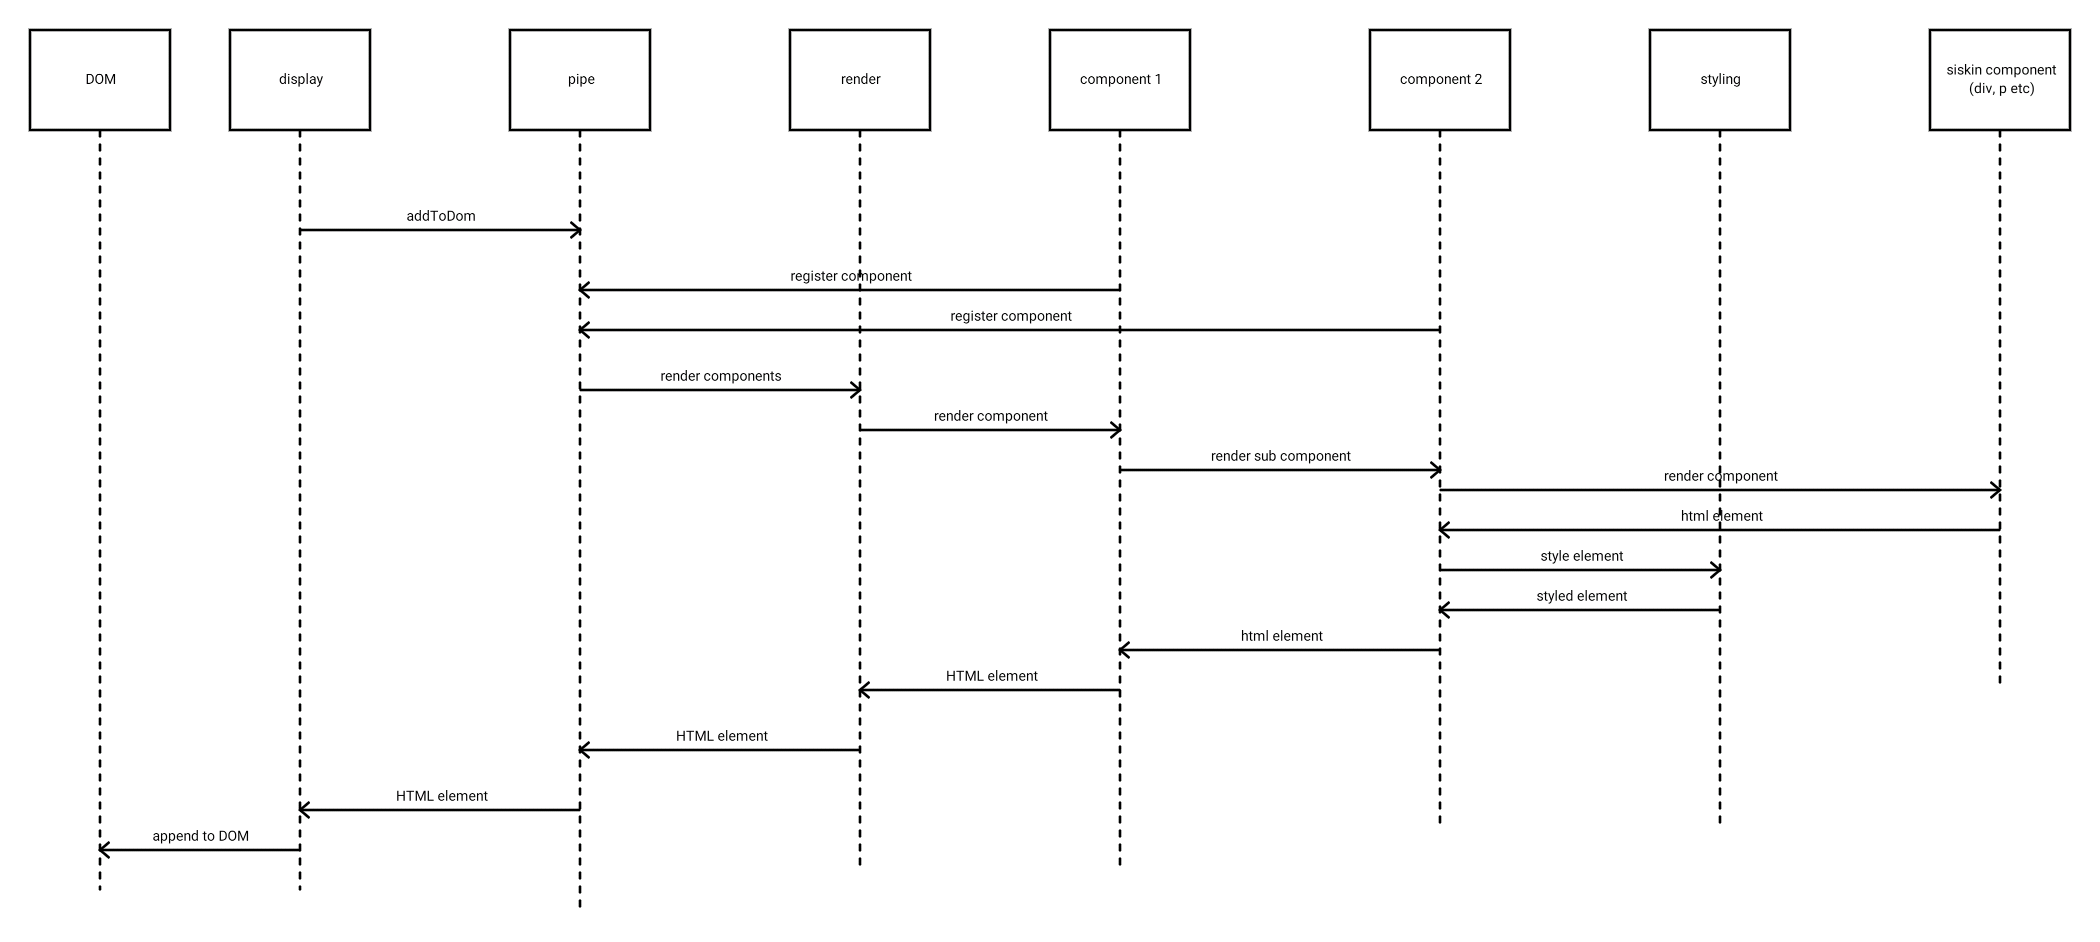 DOM
display
pipe
render
component 1
component 2
styling
siskin component
(div, p etc)
addToDom
register component
register component
render components
render component
render sub component
render component
html element
style element
styled element
html element
HTML element
HTML element
HTML element
append to DOM